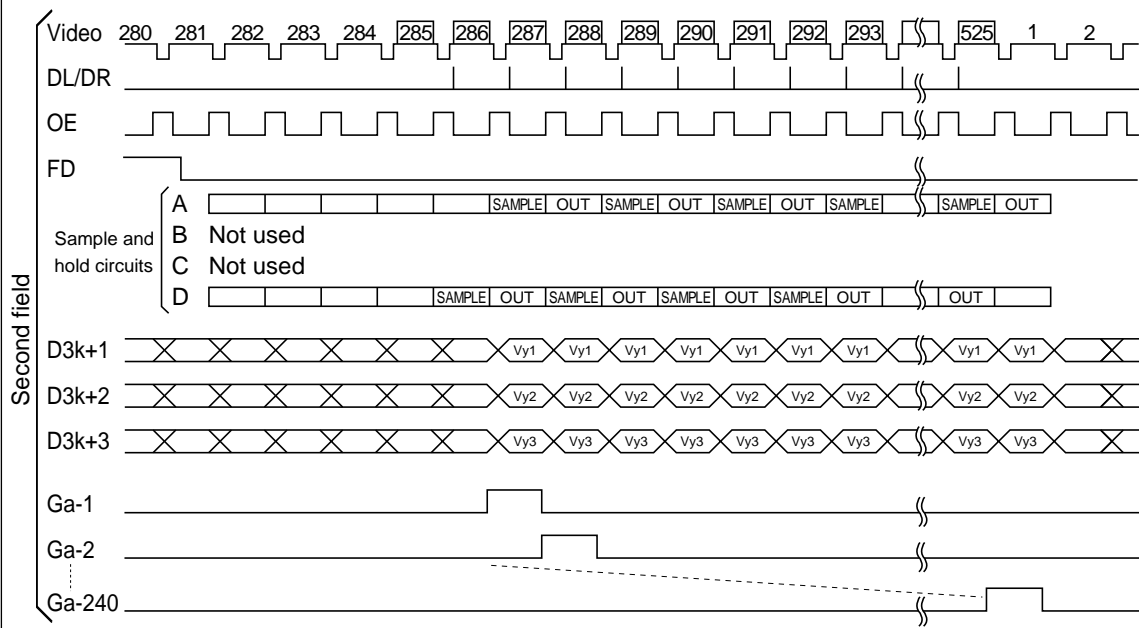 Second field
Video 280 281 282 283 284 285 286 287 288 289 290 291 292 293 525 1 2
DL/DR
OE
FD
Sample and
hold circuits
A SAMPLE OUT SAMPLE OUT SAMPLE OUT SAMPLE SAMPLE OUT
B Not used
C Not used
D SAMPLE OUT SAMPLE OUT SAMPLE OUT SAMPLE OUT OUT
D3k+1 Vy1 Vy1 Vy1 Vy1 Vy1 Vy1 Vy1 Vy1 Vy1
D3k+2 Vy2 Vy2 Vy2 Vy2 Vy2 Vy2 Vy2 Vy2 Vy2
D3k+3 Vy3 Vy3 Vy3 Vy3 Vy3 Vy3 Vy3 Vy3 Vy3
Ga-1
Ga-2
Ga-240